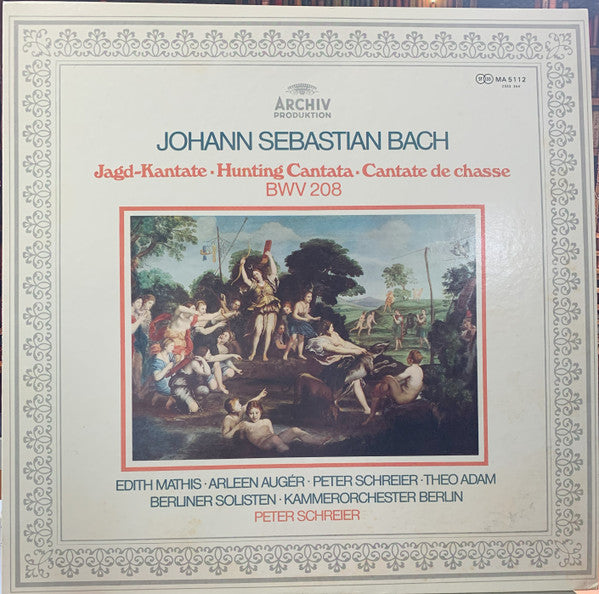 ARCHIV
PRODUKTION
MA 5112
JOHANN SEBASTIAN BACH
Jagd-Kantate · Hunting Cantata · Cantate de chasse
BWV 208
EDITH MATHIS · ARLEEN AUGÉR · PETER SCHREIER · THEO ADAM
BERLINER SOLISTEN · KAMMERORCHESTER BERLIN
PETER SCHREIER